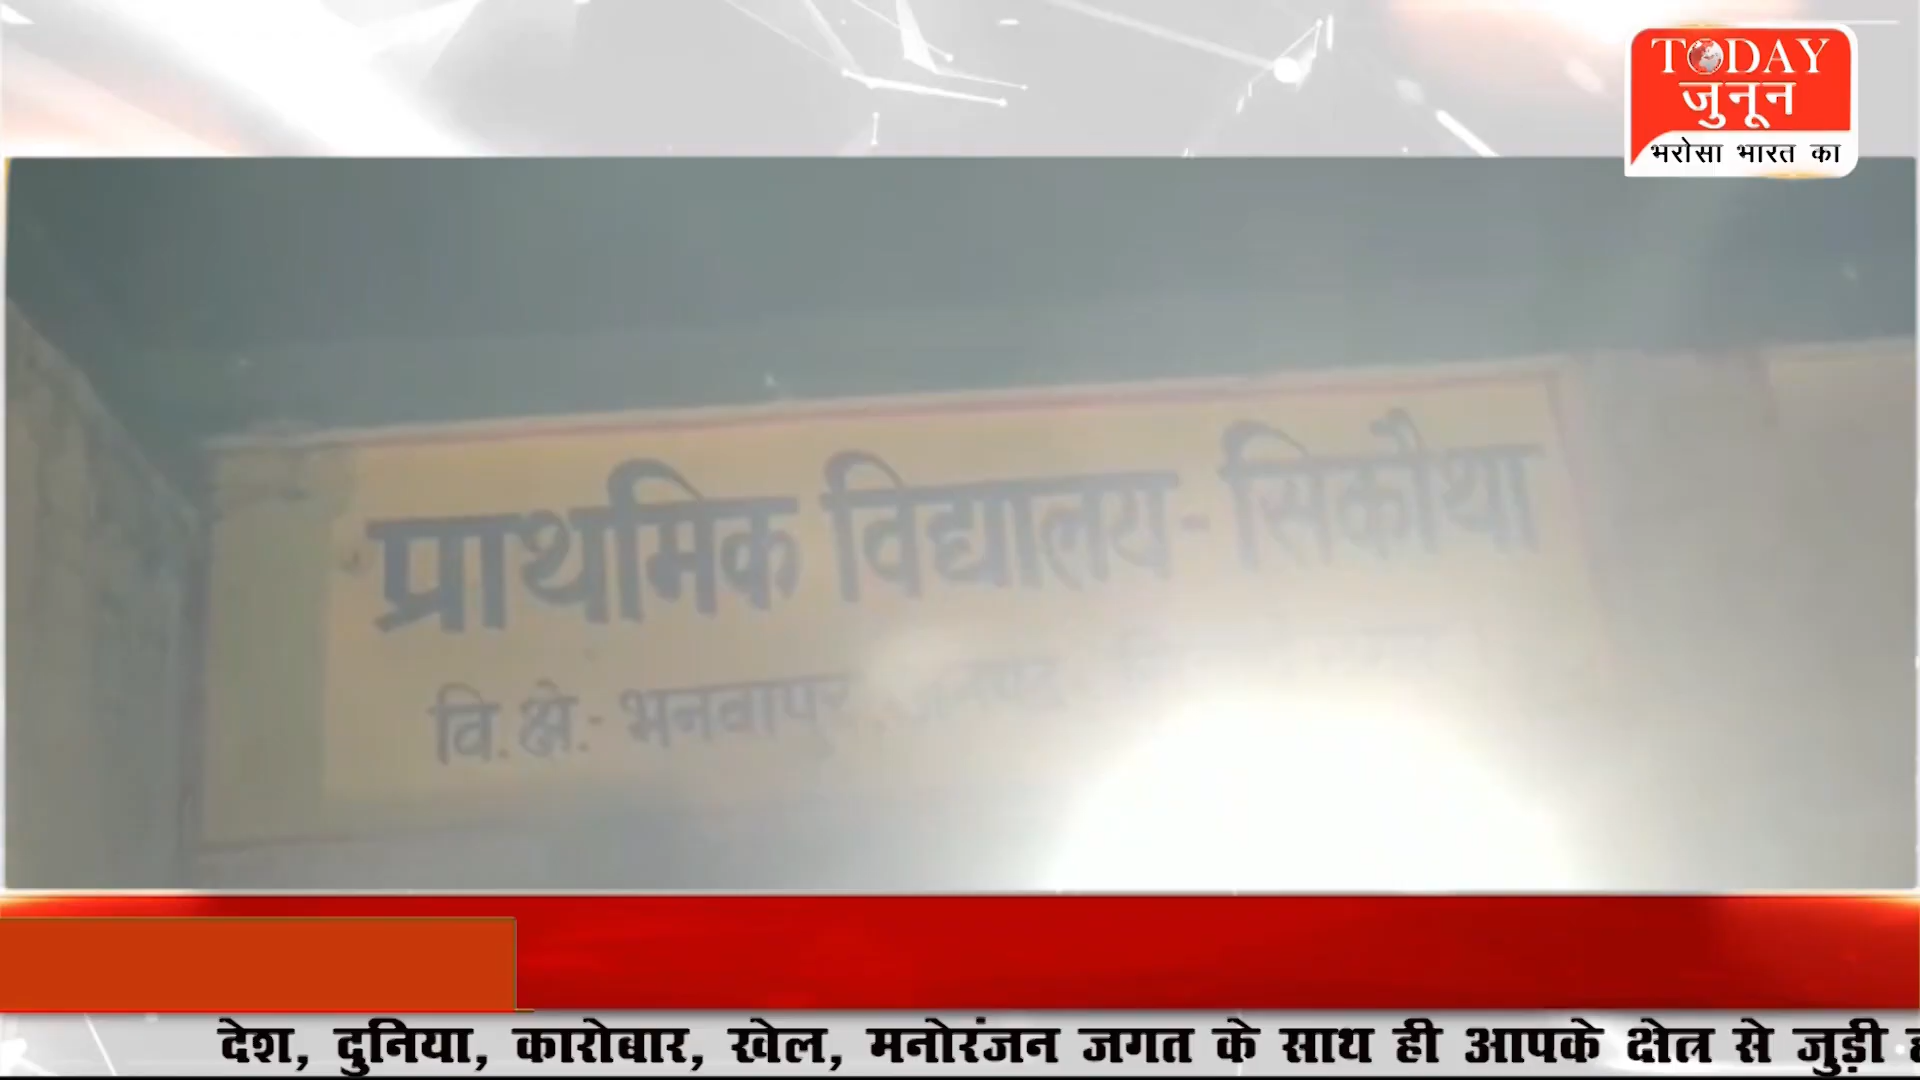 TODAY
जुनून
भरोसा भारत का
प्राथमिक विद्यालय- सिकौथा
वि.क्षे.- भनवापुर
देश, दुनिया, कारोबार, खेल, मनोरंजन जगत के साथ ही आपके क्षेत्र से जुड़ी